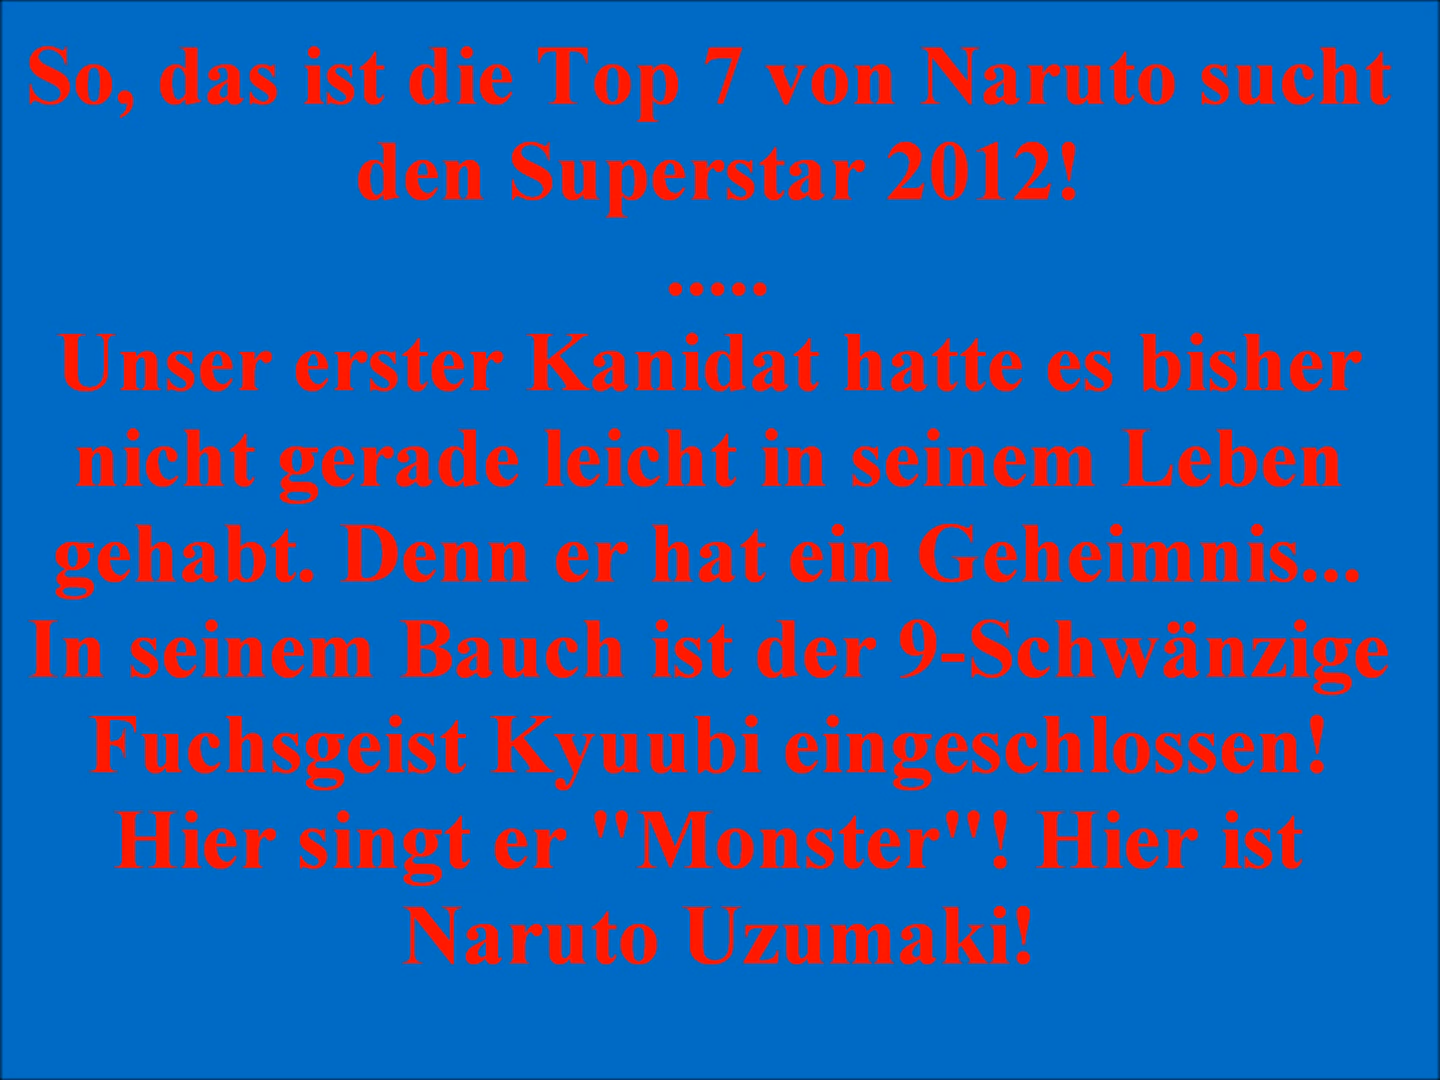 So, das ist die Top 7 von Naruto sucht
den Superstar 2012!
.....
Unser erster Kanidat hatte es bisher
nicht gerade leicht in seinem Leben
gehabt. Denn er hat ein Geheimnis...
In seinem Bauch ist der 9-Schwänzige
Fuchsgeist Kyuubi eingeschlossen!
Hier singt er "Monster"! Hier ist
Naruto Uzumaki!